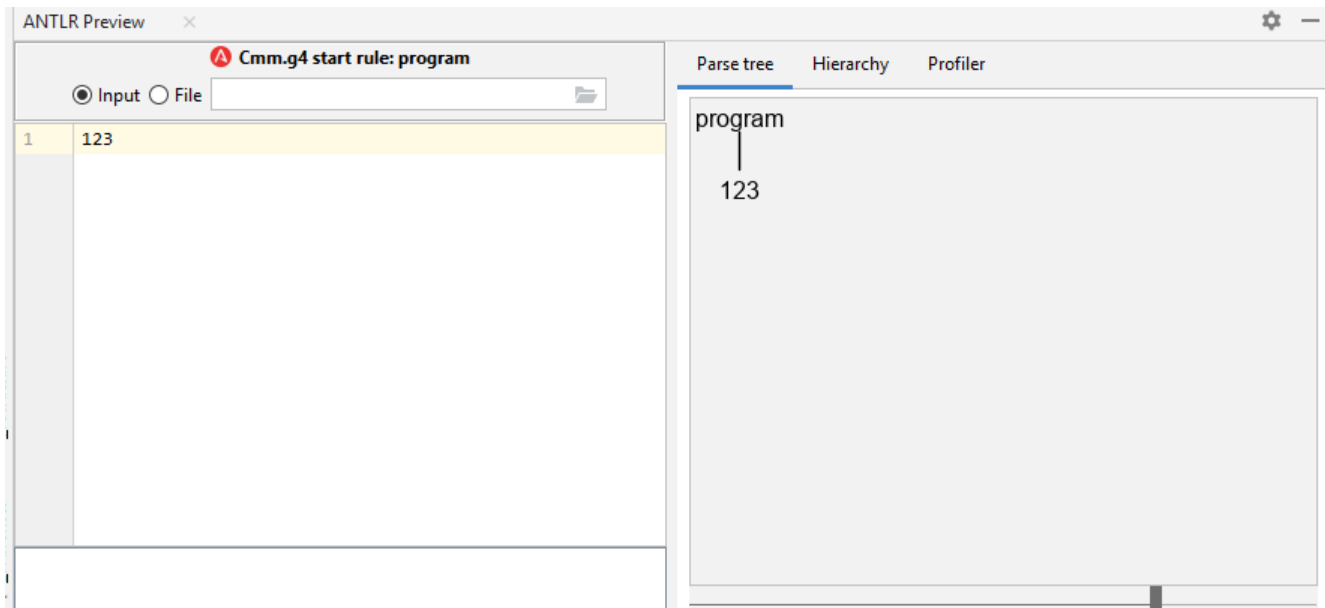 ANTLR Preview
Cmm.g4 start rule: program
Input File
1 123
Parse tree Hierarchy Profiler
program
123